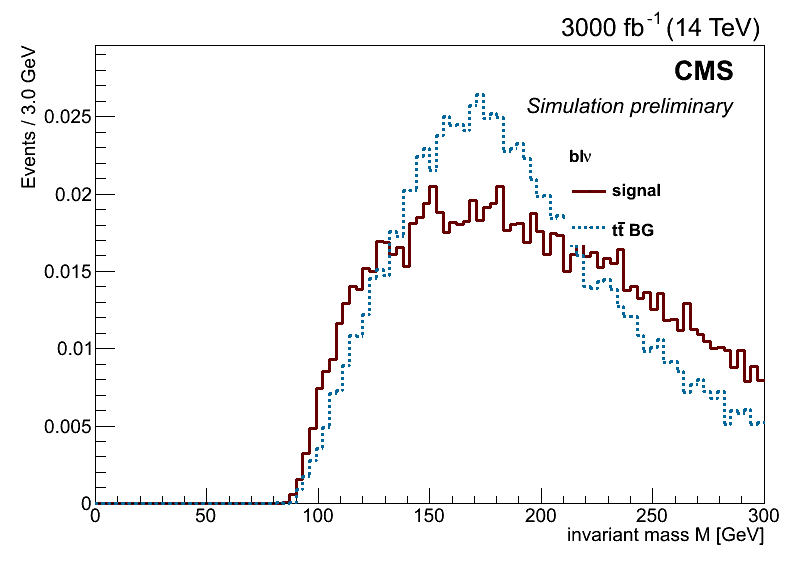 3000 fb⁻¹ (14 TeV)
CMS
Simulation preliminary
blν
signal
tt̄ BG
Events / 3.0 GeV
0.025
0.02
0.015
0.01
0.005
0
0 50 100 150 200 250 300
invariant mass M [GeV]